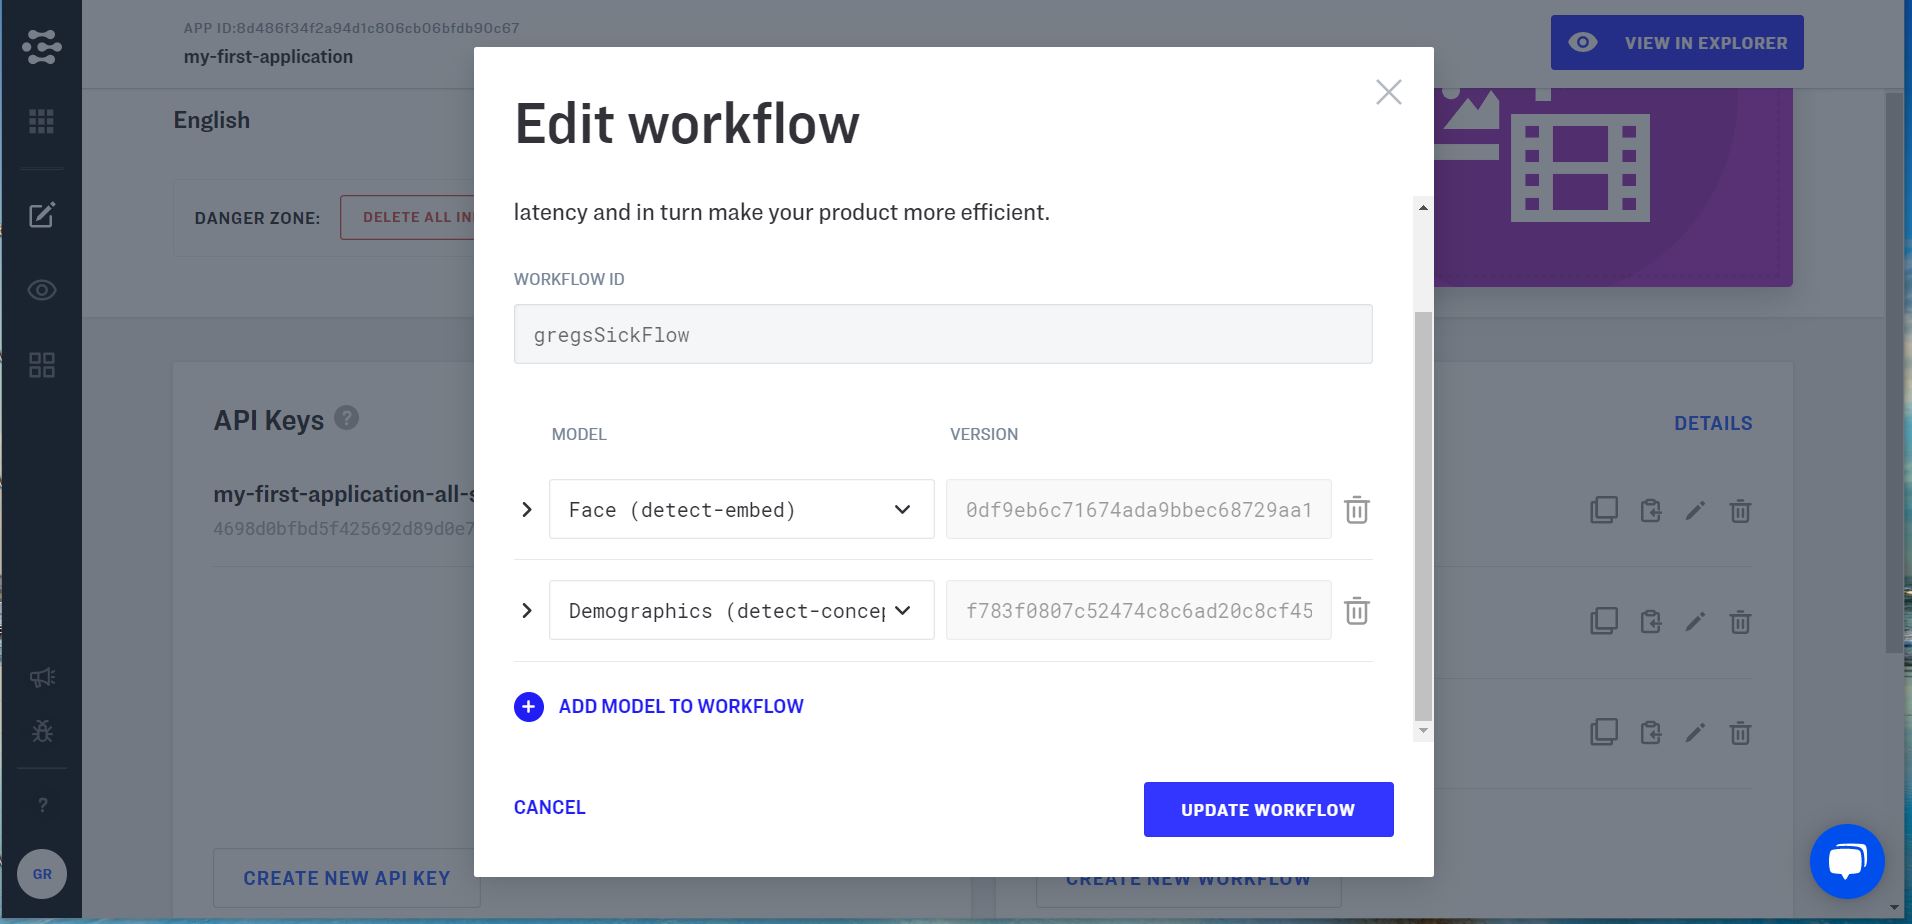 APP ID:8d486f34f2a94d1c806cb06bfdb90c67
my-first-application
VIEW IN EXPLORER
English
DANGER ZONE:
DELETE ALL IN
Edit workflow
latency and in turn make your product more efficient.
WORKFLOW ID
gregsSickFlow
MODEL
VERSION
Face (detect-embed)
0df9eb6c71674ada9bbec68729aa1
Demographics (detect-concep
f783f0807c52474c8c6ad20c8cf45
+ ADD MODEL TO WORKFLOW
CANCEL
UPDATE WORKFLOW
API Keys ?
my-first-application-all-s
4698d0bfbd5f425692d89d0e7
DETAILS
CREATE NEW API KEY
CREATE NEW WORKFLOW
?
GR